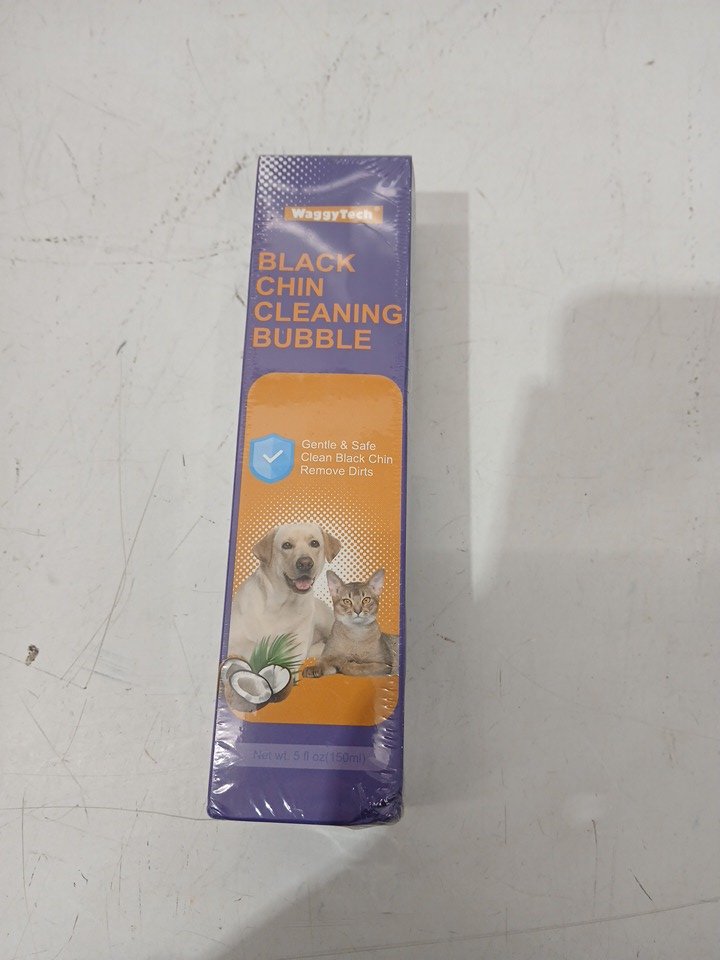 WaggyTech®
BLACK
CHIN
CLEANING
BUBBLE
Gentle & Safe
Clean Black Chin
Remove Dirts
Net wt. 5 fl oz(150ml)